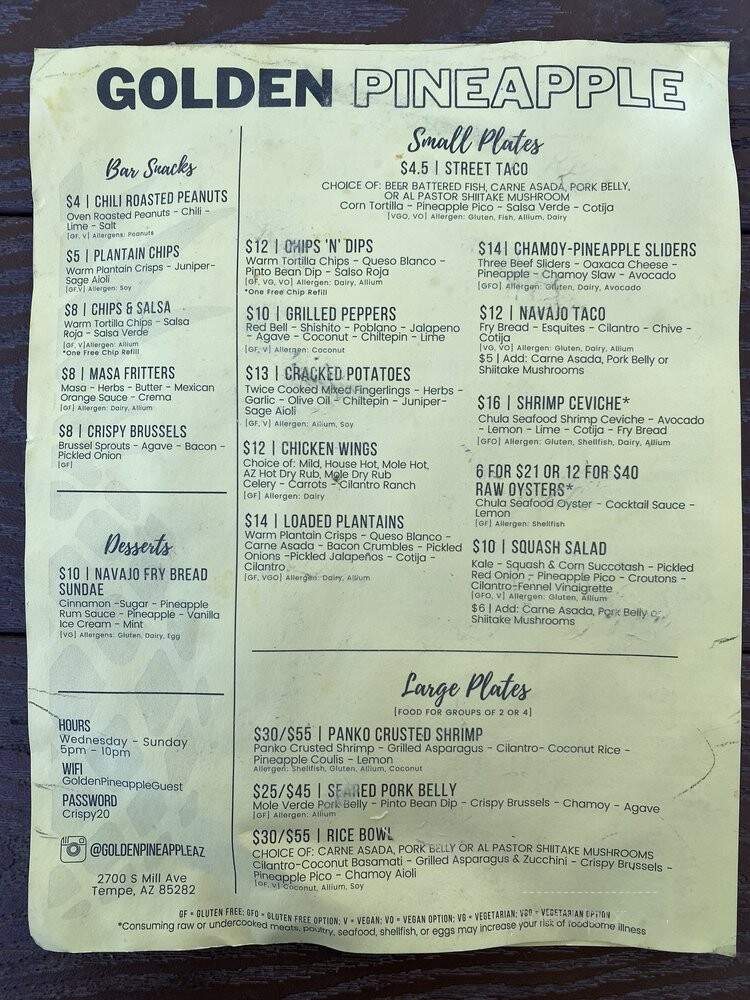 GOLDEN PINEAPPLE
Bar Snacks
$4 | CHILI ROASTED PEANUTS
Oven Roasted Peanuts - Chili -
Lime - Salt
[GF, V] Allergens: Peanuts
$5 | PLANTAIN CHIPS
Warm Plantain Crisps - Juniper-
Sage Aioli
[GF,V] Allergen: Soy
$8 | CHIPS & SALSA
Warm Tortilla Chips - Salsa
Roja - Salsa Verde
[GF, V]Allergen: Allium
*One Free Chip Refill
$8 | MASA FRITTERS
Masa - Herbs - Butter - Mexican
Orange Sauce - Crema
[GF] Allergen: Dairy, Allium
$8 | CRISPY BRUSSELS
Brussel Sprouts - Agave - Bacon -
Pickled Onion
[GF]
Desserts
$10 | NAVAJO FRY BREAD
SUNDAE
Cinnamon -Sugar - Pineapple
Rum Sauce - Pineapple - Vanilla
Ice Cream - Mint
[VG] Allergens: Gluten, Dairy, Egg
HOURS
Wednesday - Sunday
5pm - 10pm
WIFI
GoldenPineappleGuest
PASSWORD
Crispy20
@GOLDENPINEAPPLEAZ
2700 S Mill Ave
Tempe, AZ 85282
Small Plates
$4.5 | STREET TACO
CHOICE OF: BEER BATTERED FISH, CARNE ASADA, PORK BELLY,
OR AL PASTOR SHIITAKE MUSHROOM
Corn Tortilla - Pineapple Pico - Salsa Verde - Cotija
[VGO, VO] Allergen: Gluten, Fish, Allium, Dairy
$12 | CHIPS 'N' DIPS
Warm Tortilla Chips - Queso Blanco -
Pinto Bean Dip - Salso Roja
[GF, VG, VO] Allergen: Dairy, Allium
*One Free Chip Refill
$10 | GRILLED PEPPERS
Red Bell - Shishito - Poblano - Jalapeno
- Agave - Coconut - Chiltepin - Lime
[GF, V] Allergen: Coconut
$13 | CRACKED POTATOES
Twice Cooked Mixed Fingerlings - Herbs -
Garlic - Olive Oil - Chiltepin - Juniper-
Sage Aioli
[GF, V] Allergen: Allium, Soy
$12 | CHICKEN WINGS
Choice of: Mild, House Hot, Mole Hot,
AZ Hot Dry Rub, Mole Dry Rub
Celery - Carrots - Cilantro Ranch
[GF] Allergen: Dairy
$14 | LOADED PLANTAINS
Warm Plantain Crisps - Queso Blanco -
Carne Asada - Bacon Crumbles - Pickled
Onions -Pickled Jalapeños - Cotija -
Cilantro
[GF, VGO] Allergen: Dairy, Allium
$14| CHAMOY-PINEAPPLE SLIDERS
Three Beef Sliders - Oaxaca Cheese -
Pineapple - Chamoy Slaw - Avocado
[GFO] Allergen: Gluten, Dairy, Avocado
$12 | NAVAJO TACO
Fry Bread - Esquites - Cilantro - Chive -
Cotija
[VG, VO] Allergen: Gluten, Dairy, Allium
$5 | Add: Carne Asada, Pork Belly or
Shiitake Mushrooms
$16 | SHRIMP CEVICHE*
Chula Seafood Shrimp Ceviche - Avocado
- Lemon - Lime - Cotija - Fry Bread
[GFO] Allergen: Gluten, Shellfish, Dairy, Allium
6 FOR $21 OR 12 FOR $40
RAW OYSTERS*
Chula Seafood Oyster - Cocktail Sauce -
Lemon
[GF] Allergen: Shellfish
$10 | SQUASH SALAD
Kale - Squash & Corn Succotash - Pickled
Red Onion - Pineapple Pico - Croutons -
Cilantro-Fennel Vinaigrette
[GFO, V] Allergen: Gluten, Allium
$6 | Add: Carne Asada, Pork Belly or
Shiitake Mushrooms
Large Plates
[FOOD FOR GROUPS OF 2 OR 4]
$30/$55 | PANKO CRUSTED SHRIMP
Panko Crusted Shrimp - Grilled Asparagus - Cilantro- Coconut Rice -
Pineapple Coulis - Lemon
Allergen: Shellfish, Gluten, Allium, Coconut
$25/$45 | SEARED PORK BELLY
Mole Verde Pork Belly - Pinto Bean Dip - Crispy Brussels - Chamoy - Agave
[GF] Allergen: Allium
$30/$55 | RICE BOWL
CHOICE OF: CARNE ASADA, PORK BELLY OR AL PASTOR SHIITAKE MUSHROOMS
Cilantro-Coconut Basamati - Grilled Asparagus & Zucchini - Crispy Brussels -
Pineapple Pico - Chamoy Aioli
[GF, V] Coconut, Allium, Soy
GF = GLUTEN FREE; GFO = GLUTEN FREE OPTION; V = VEGAN; VO = VEGAN OPTION; VG = VEGETARIAN; VGO = VEGETARIAN OPTION
*Consuming raw or undercooked meats, poultry, seafood, shellfish, or eggs may increase your risk of foodborne illness